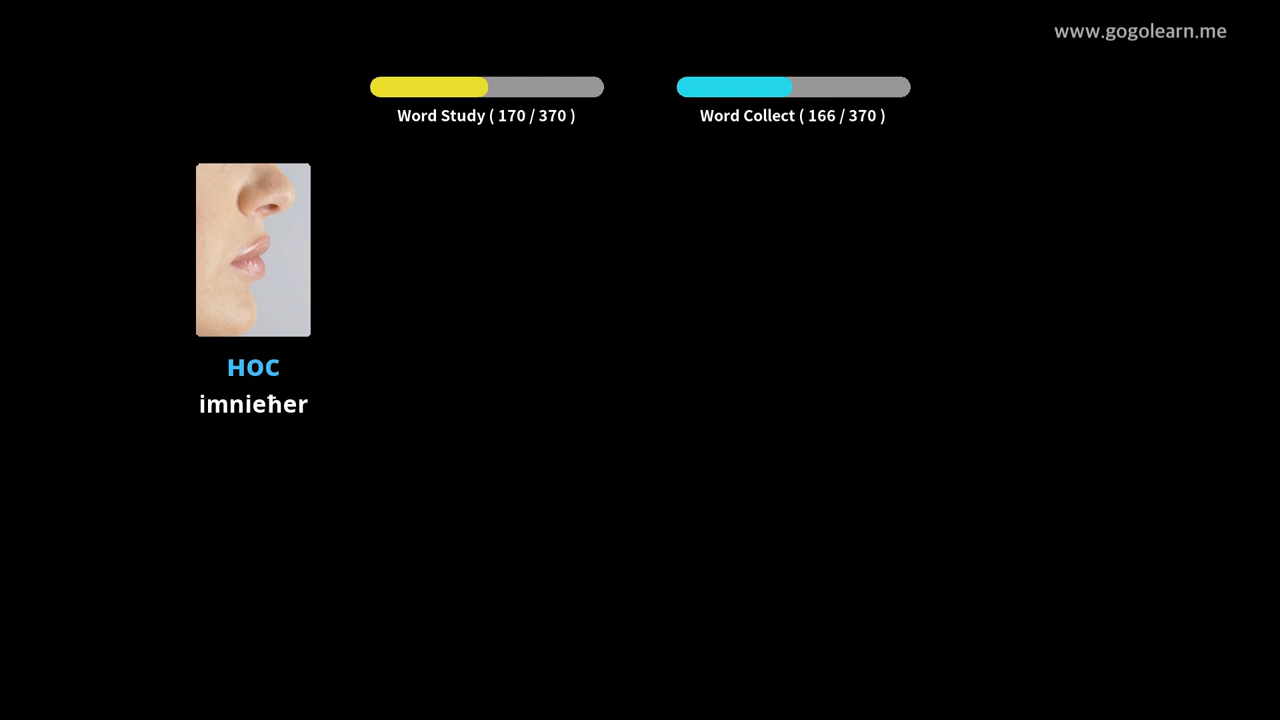 www.gogolearn.me
Word Study ( 170 / 370 )
Word Collect ( 166 / 370 )
НОС
imnieħer